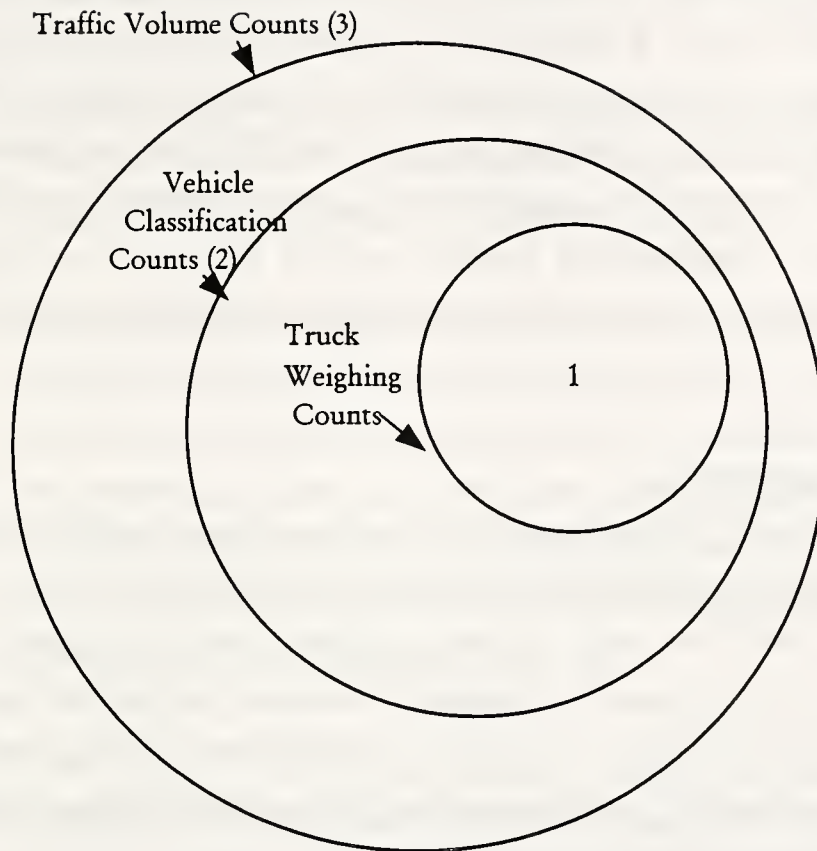 Traffic Volume Counts (3)
Vehicle
Classification
Counts (2)
Truck
Weighing
Counts
1